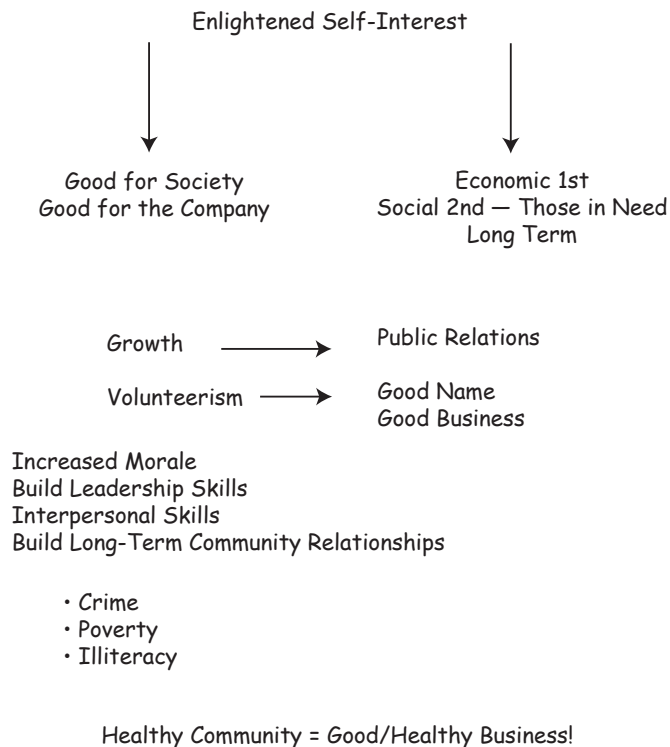 Enlightened Self-Interest
Good for Society
Good for the Company
Economic 1st
Social 2nd — Those in Need
Long Term
Growth
Public Relations
Volunteerism
Good Name
Good Business
Increased Morale
Build Leadership Skills
Interpersonal Skills
Build Long-Term Community Relationships
• Crime
• Poverty
• Illiteracy
Healthy Community = Good/Healthy Business!